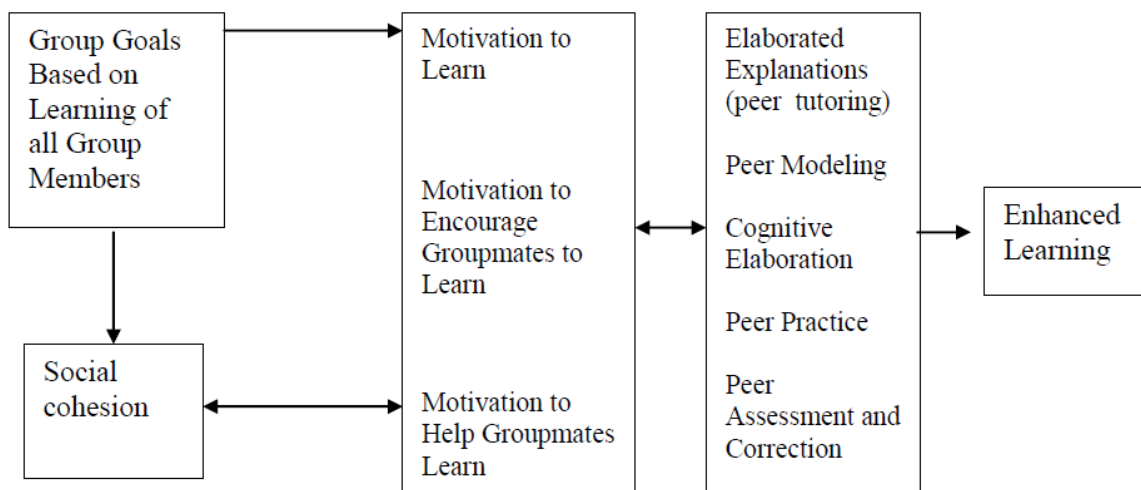 Group Goals
Based on
Learning of
all Group
Members
Social
cohesion
Motivation to
Learn
Motivation to
Encourage
Groupmates to
Learn
Motivation to
Help Groupmates
Learn
Elaborated
Explanations
(peer tutoring)
Peer Modeling
Cognitive
Elaboration
Peer Practice
Peer
Assessment and
Correction
Enhanced
Learning